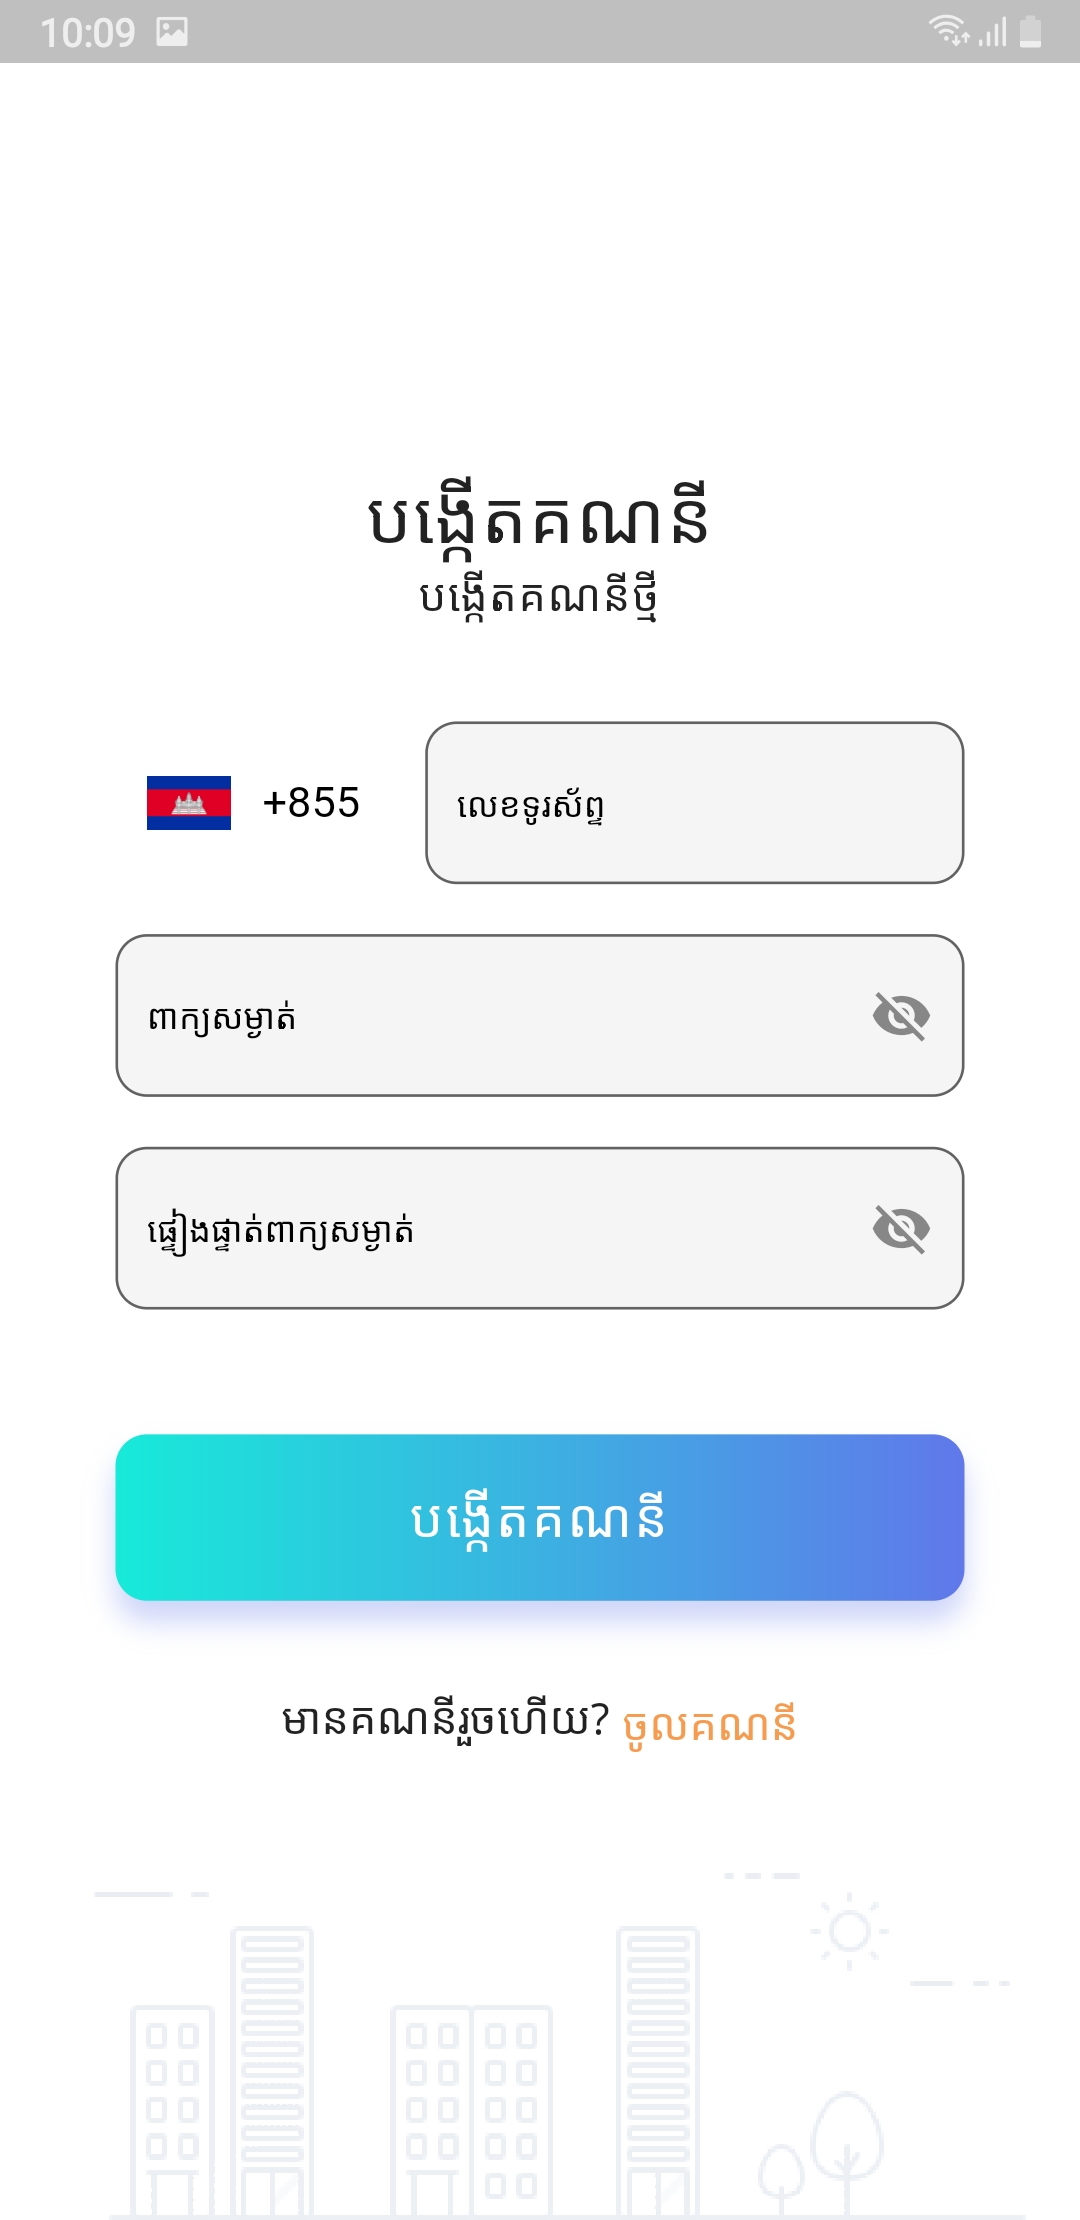 10:09
បង្កើតគណនី
បង្កើតគណនីថ្មី
+855
លេខទូរស័ព្ទ
ពាក្យសម្ងាត់
ផ្ទៀងផ្ទាត់ពាក្យសម្ងាត់
បង្កើតគណនី
មានគណនីរួចហើយ? ចូលគណនី